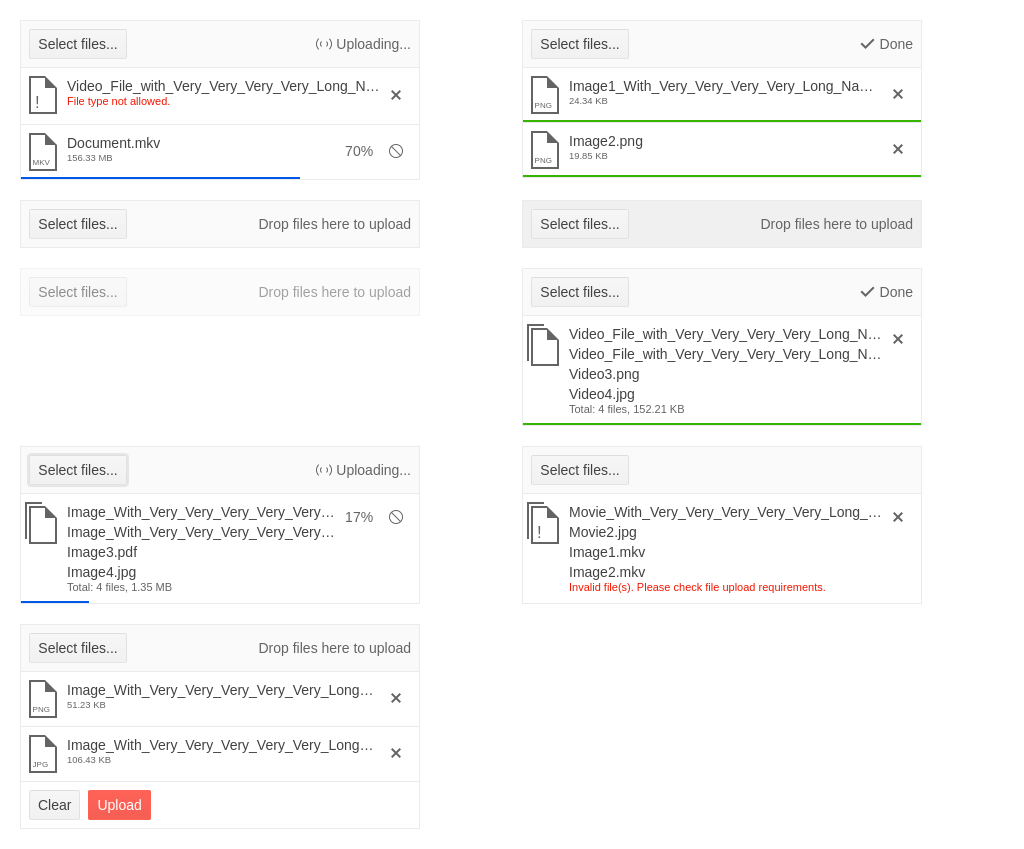 Select files...
Uploading...
!
Video_File_with_Very_Very_Very_Very_Long_N...
File type not allowed.
MKV
Document.mkv
156.33 MB
70%
Select files...
Done
PNG
Image1_With_Very_Very_Very_Very_Long_Na...
24.34 KB
PNG
Image2.png
19.85 KB
Select files...
Drop files here to upload
Select files...
Drop files here to upload
Select files...
Drop files here to upload
Select files...
Done
Video_File_with_Very_Very_Very_Very_Long_N...
Video_File_with_Very_Very_Very_Very_Long_N...
Video3.png
Video4.jpg
Total: 4 files, 152.21 KB
Select files...
Uploading...
Image_With_Very_Very_Very_Very_Very...
17%
Image_With_Very_Very_Very_Very_Very...
Image3.pdf
Image4.jpg
Total: 4 files, 1.35 MB
Select files...
!
Movie_With_Very_Very_Very_Very_Very_Long_...
Movie2.jpg
Image1.mkv
Image2.mkv
Invalid file(s). Please check file upload requirements.
Select files...
Drop files here to upload
PNG
Image_With_Very_Very_Very_Very_Very_Long...
51.23 KB
JPG
Image_With_Very_Very_Very_Very_Very_Long...
106.43 KB
Clear
Upload